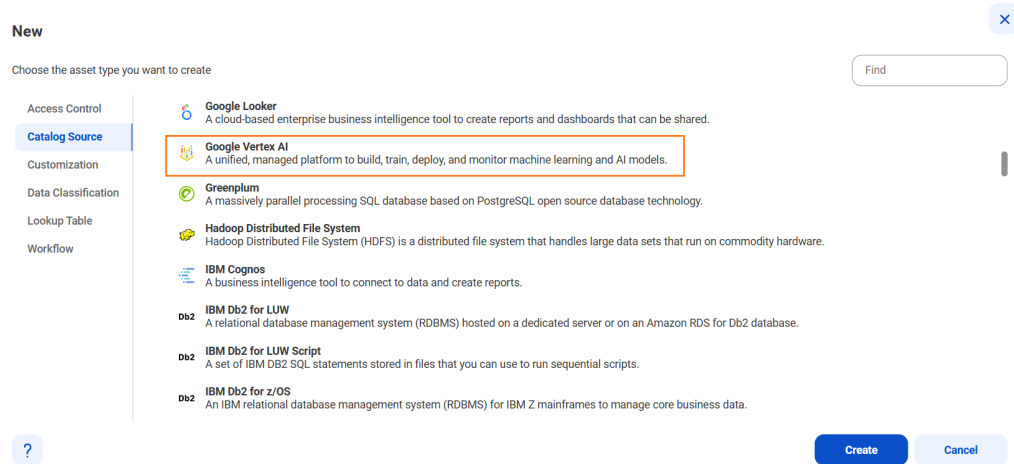 New
Choose the asset type you want to create
Find
Access Control
Catalog Source
Customization
Data Classification
Lookup Table
Workflow
Google Looker
A cloud-based enterprise business intelligence tool to create reports and dashboards that can be shared.
Google Vertex AI
A unified, managed platform to build, train, deploy, and monitor machine learning and AI models.
Greenplum
A massively parallel processing SQL database based on PostgreSQL open source database technology.
Hadoop Distributed File System
Hadoop Distributed File System (HDFS) is a distributed file system that handles large data sets that run on commodity hardware.
IBM Cognos
A business intelligence tool to connect to data and create reports.
Db2 IBM Db2 for LUW
A relational database management system (RDBMS) hosted on a dedicated server or on an Amazon RDS for Db2 database.
Db2 IBM Db2 for LUW Script
A set of IBM DB2 SQL statements stored in files that you can use to run sequential scripts.
Db2 IBM Db2 for z/OS
An IBM relational database management system (RDBMS) for IBM Z mainframes to manage core business data.
?
Create
Cancel